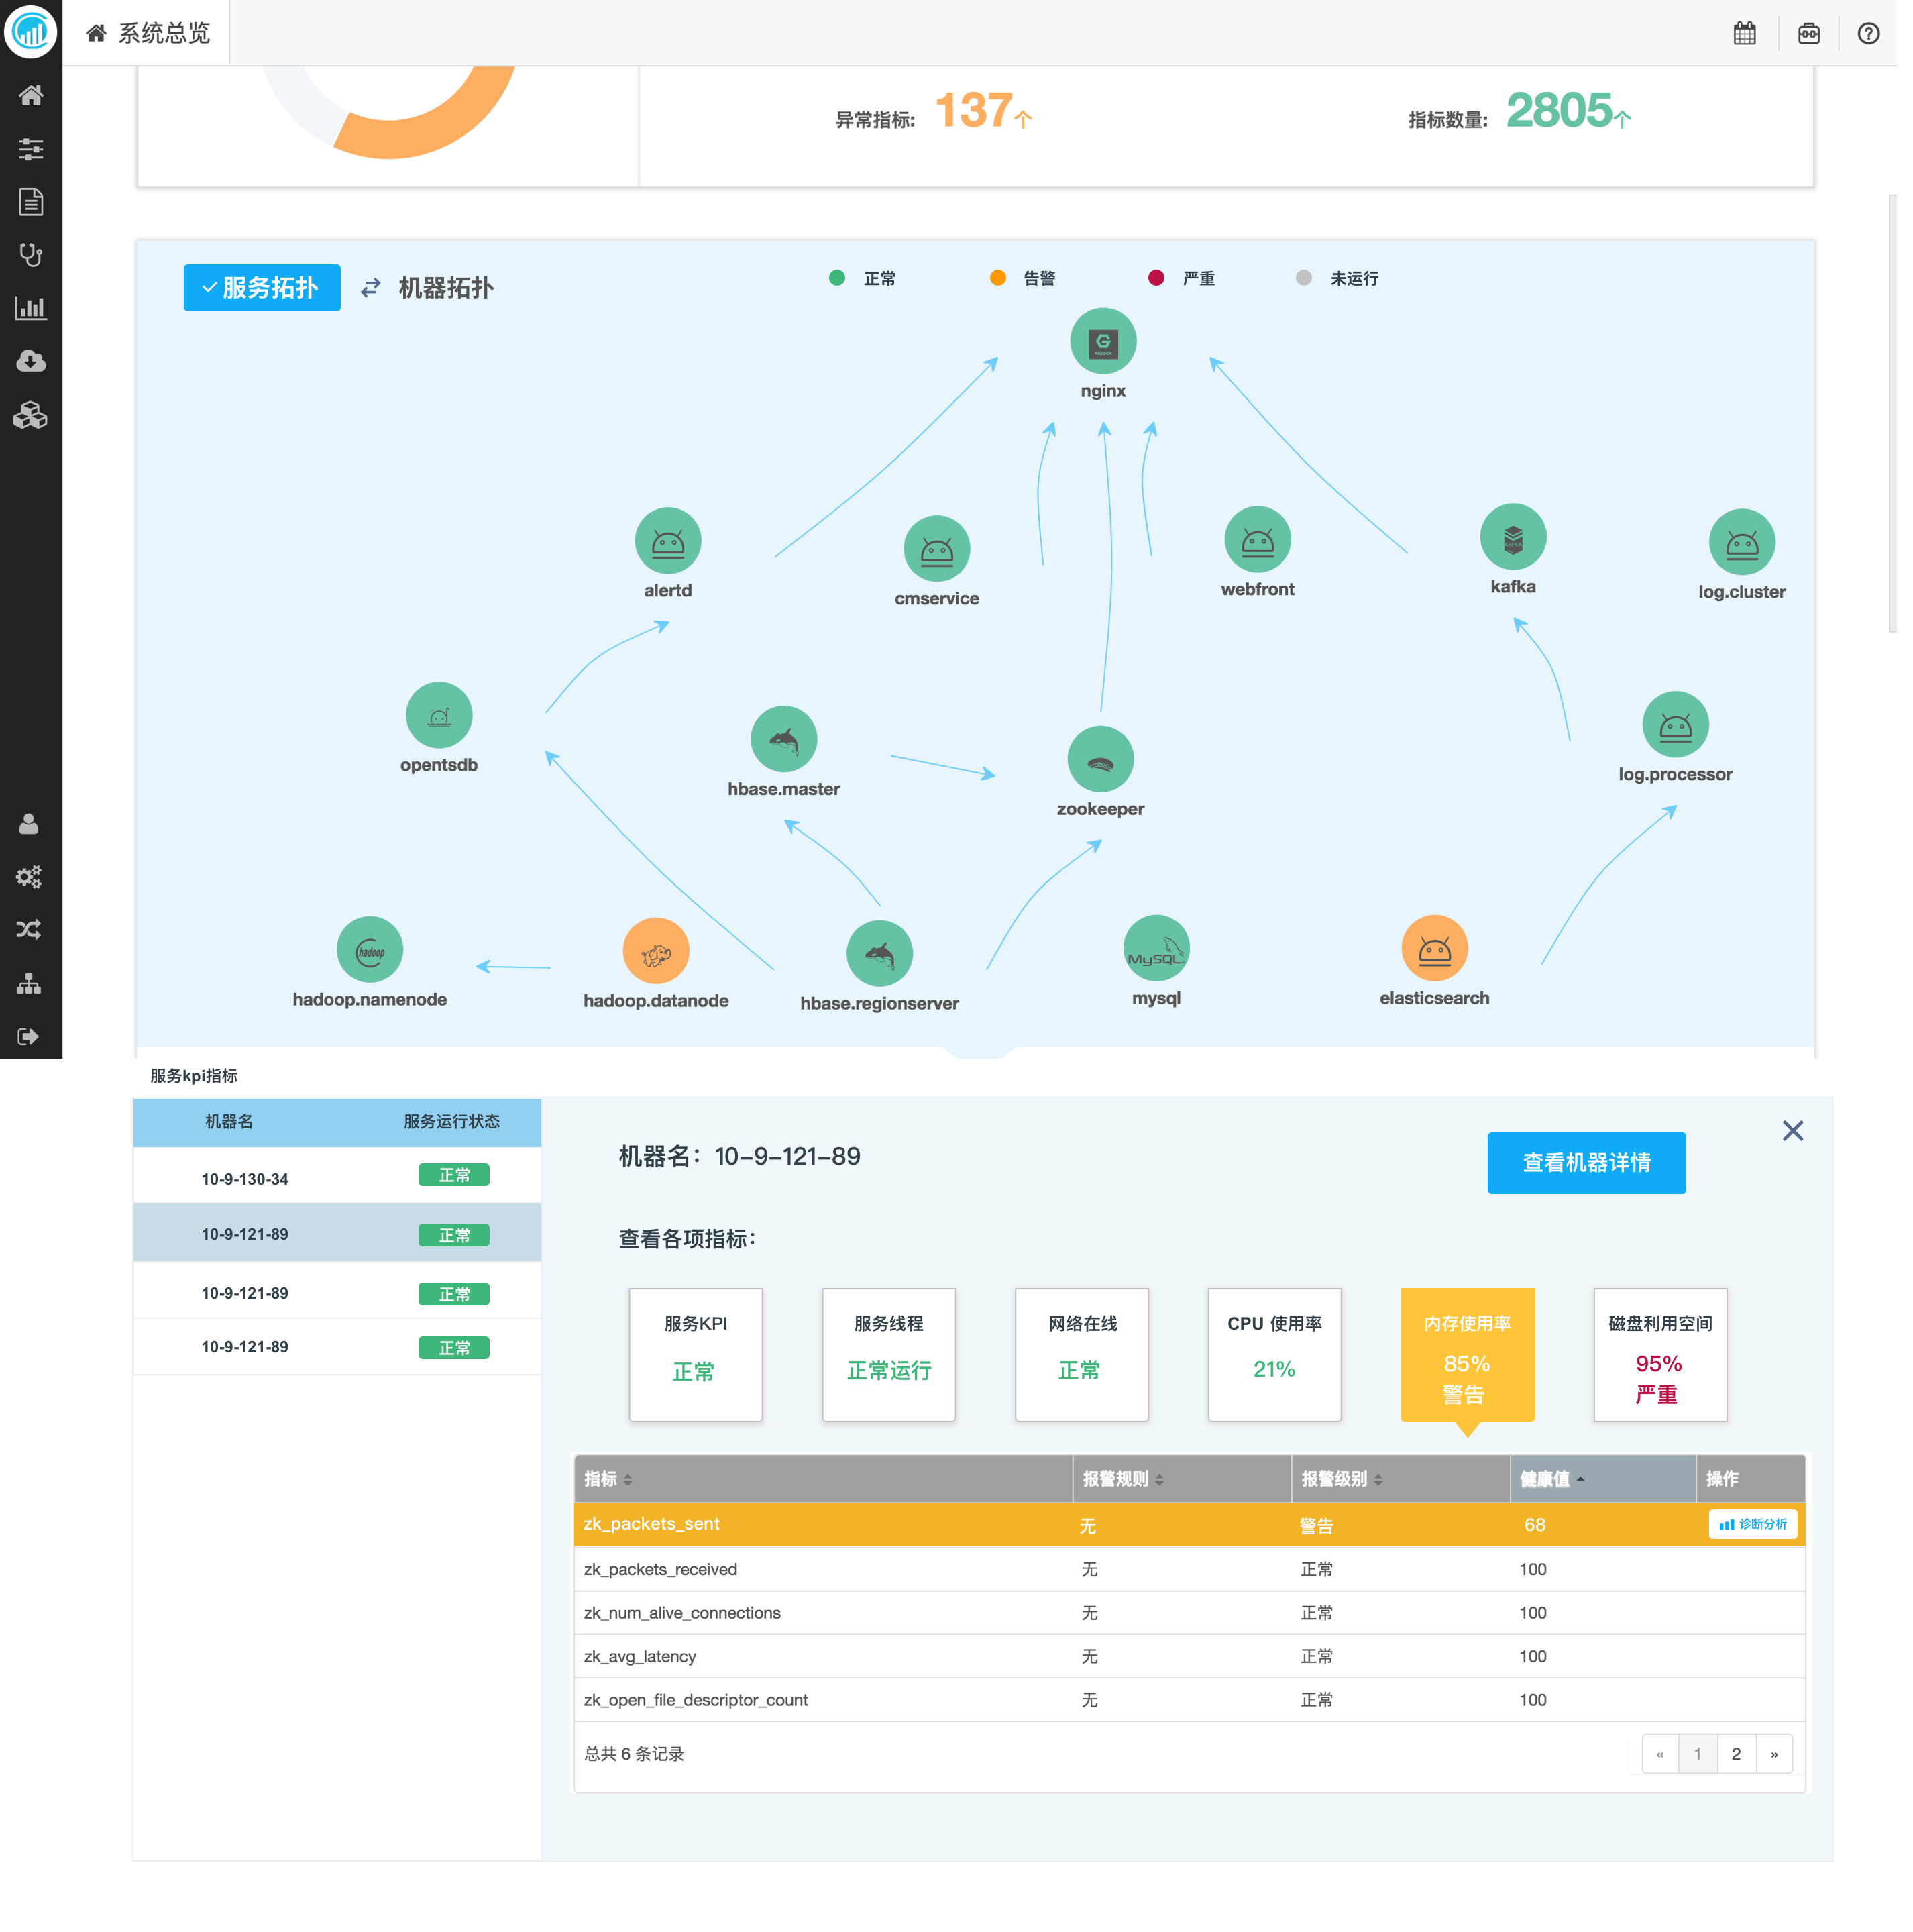 系统总览
异常指标: 137个
指标数量: 2805个
服务拓扑
机器拓扑
正常
告警
严重
未运行
NGINX
nginx
alertd
cmservice
webfront
KAFKA
kafka
log.cluster
opentsdb
hbase.master
zookeeper
log.processor
hadoop
hadoop.namenode
hadoop.datanode
hbase.regionserver
MySQL
mysql
elasticsearch
服务kpi指标
机器名 服务运行状态
10-9-130-34 正常
10-9-121-89 正常
10-9-121-89 正常
10-9-121-89 正常
机器名：10–9–121–89
查看机器详情
查看各项指标：
服务KPI
正常
服务线程
正常运行
网络在线
正常
CPU 使用率
21%
内存使用率
85%
警告
磁盘利用空间
95%
严重
指标 报警规则 报警级别 健康值 操作
zk_packets_sent 无 警告 68 诊断分析
zk_packets_received 无 正常 100
zk_num_alive_connections 无 正常 100
zk_avg_latency 无 正常 100
zk_open_file_descriptor_count 无 正常 100
总共 6 条记录
« 1 2 »